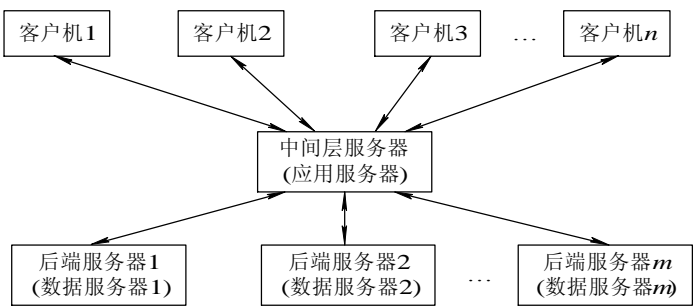 客户机1 客户机2 客户机3 … 客户机n
中间层服务器
(应用服务器)
后端服务器1 后端服务器2 … 后端服务器m
(数据服务器1) (数据服务器2) (数据服务器m)